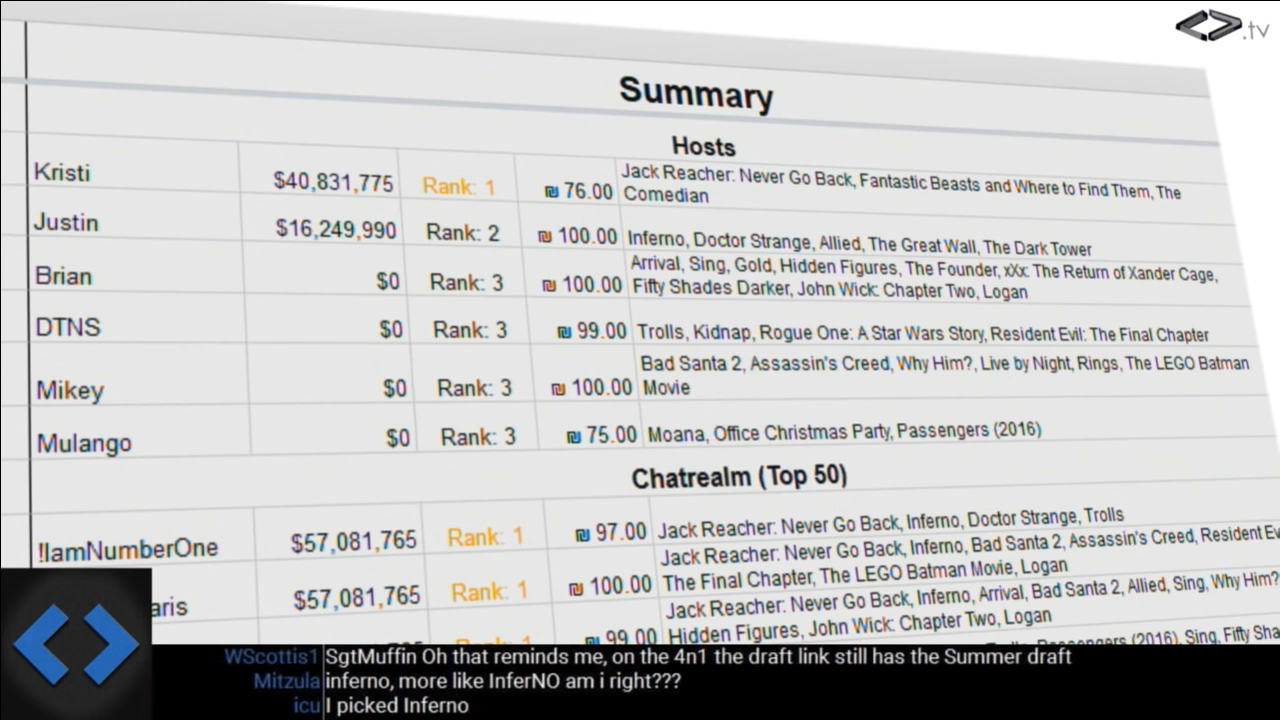 .tv
Summary
Hosts
Kristi $40,831,775 Rank: 1 ₪ 76.00 Jack Reacher: Never Go Back, Fantastic Beasts and Where to Find Them, The
Comedian
Justin $16,249,990 Rank: 2 ₪ 100.00 Inferno, Doctor Strange, Allied, The Great Wall, The Dark Tower
Brian $0 Rank: 3 ₪ 100.00 Arrival, Sing, Gold, Hidden Figures, The Founder, xXx: The Return of Xander Cage,
Fifty Shades Darker, John Wick: Chapter Two, Logan
DTNS $0 Rank: 3 ₪ 99.00 Trolls, Kidnap, Rogue One: A Star Wars Story, Resident Evil: The Final Chapter
Mikey $0 Rank: 3 ₪ 100.00 Bad Santa 2, Assassin's Creed, Why Him?, Live by Night, Rings, The LEGO Batman
Movie
Mulango $0 Rank: 3 ₪ 75.00 Moana, Office Christmas Party, Passengers (2016)
Chatrealm (Top 50)
!IamNumberOne $57,081,765 Rank: 1 ₪ 97.00 Jack Reacher: Never Go Back, Inferno, Doctor Strange, Trolls
aris $57,081,765 Rank: 1 ₪ 100.00 Jack Reacher: Never Go Back, Inferno, Bad Santa 2, Assassin's Creed, Resident Ev
The Final Chapter, The LEGO Batman Movie, Logan
Rank: 1 ₪ 99.00 Jack Reacher: Never Go Back, Inferno, Arrival, Bad Santa 2, Allied, Sing, Why Him?
Hidden Figures, John Wick: Chapter Two, Logan
Trolls, Passengers (2016), Sing, Fifty Sha
WScottis1 SgtMuffin Oh that reminds me, on the 4n1 the draft link still has the Summer draft
Mitzula inferno, more like InferNO am i right???
icu I picked Inferno